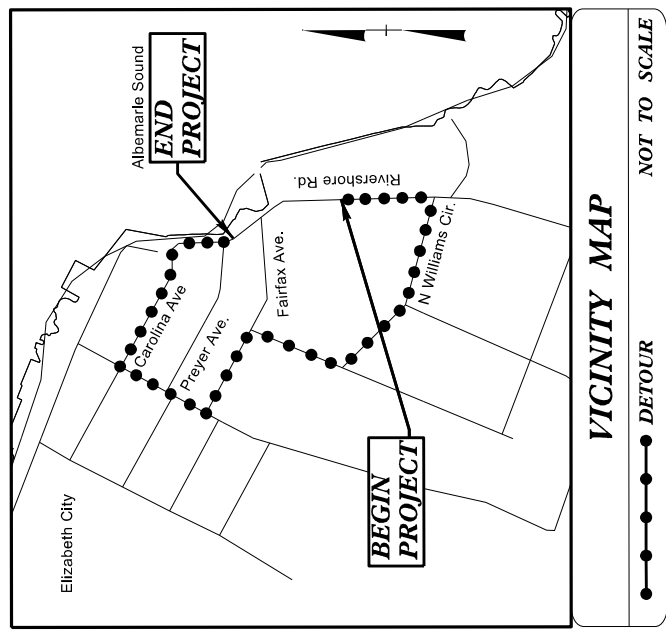 Albemarle Sound
END
PROJECT
Rivershore Rd.
Fairfax Ave.
N Williams Cir.
Carolina Ave
Preyer Ave.
BEGIN
PROJECT
Elizabeth City
VICINITY MAP
DETOUR
NOT TO SCALE